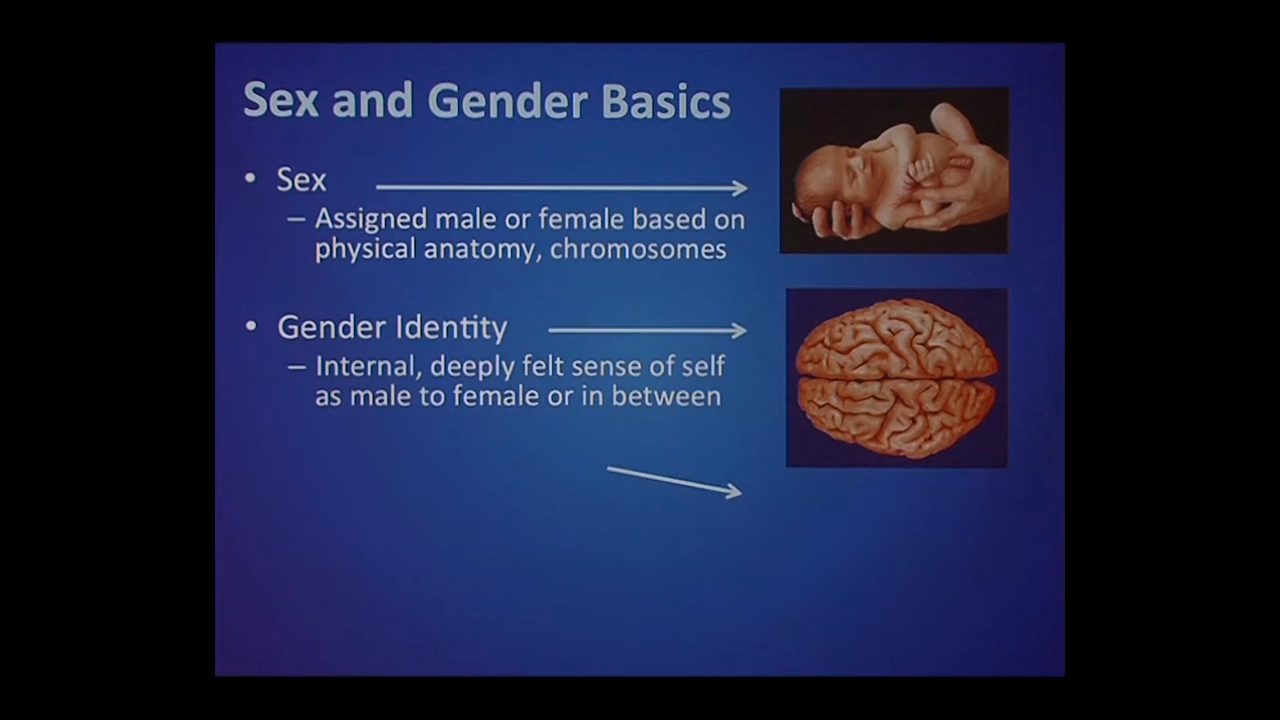 Sex and Gender Basics
• Sex
– Assigned male or female based on
physical anatomy, chromosomes
• Gender Identity
– Internal, deeply felt sense of self
as male to female or in between